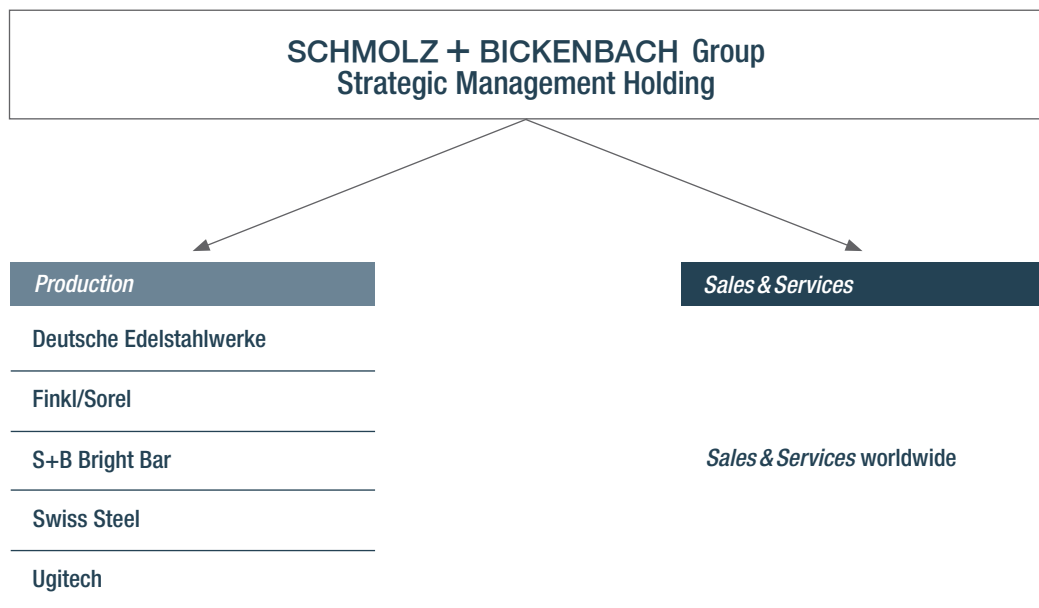 SCHMOLZ + BICKENBACH Group
Strategic Management Holding
Production
Deutsche Edelstahlwerke
Finkl/Sorel
S+B Bright Bar
Swiss Steel
Ugitech
Sales & Services
Sales & Services worldwide